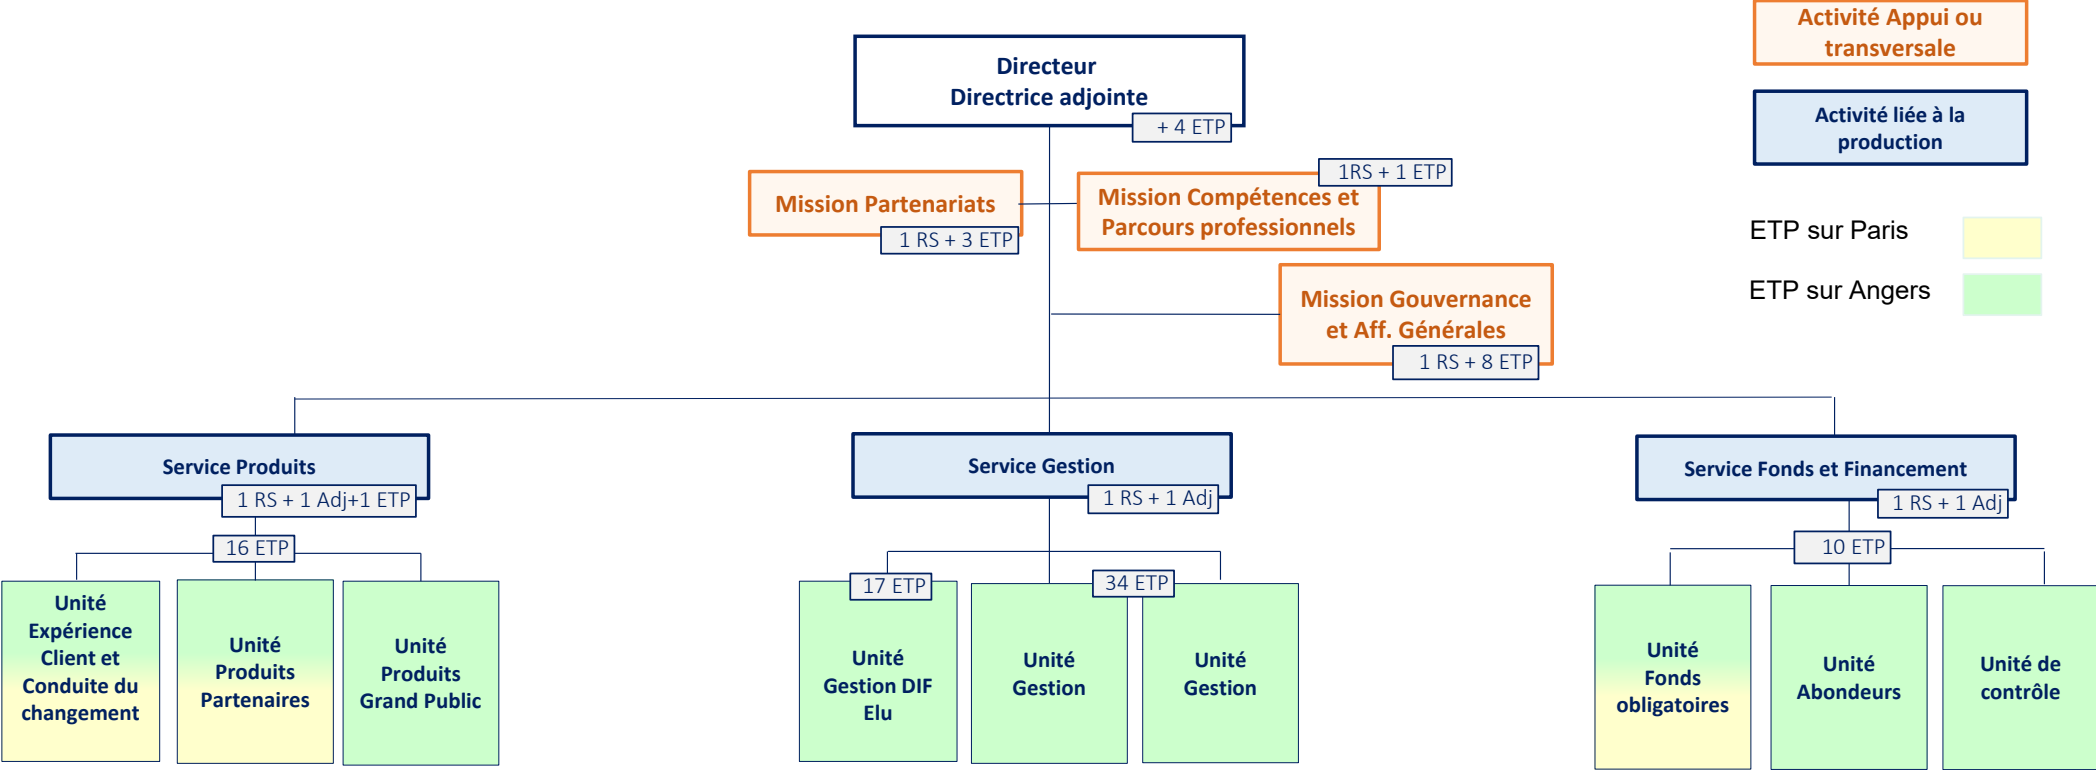 Activité Appui ou
transversale
Directeur
Directrice adjointe
+ 4 ETP
Activité liée à la
production
1RS + 1 ETP
Mission Partenariats
1 RS + 3 ETP
Mission Compétences et
Parcours professionnels
ETP sur Paris
ETP sur Angers
Mission Gouvernance
et Aff. Générales
1 RS + 8 ETP
Service Produits
1 RS + 1 Adj+1 ETP
Service Gestion
1 RS + 1 Adj
Service Fonds et Financement
1 RS + 1 Adj
16 ETP
Unité
Expérience
Client et
Conduite du
changement
Unité
Produits
Partenaires
Unité
Produits
Grand Public
17 ETP
34 ETP
Unité
Gestion DIF
Elu
Unité
Gestion
Unité
Gestion
10 ETP
Unité
Fonds
obligatoires
Unité
Abondeurs
Unité de
contrôle